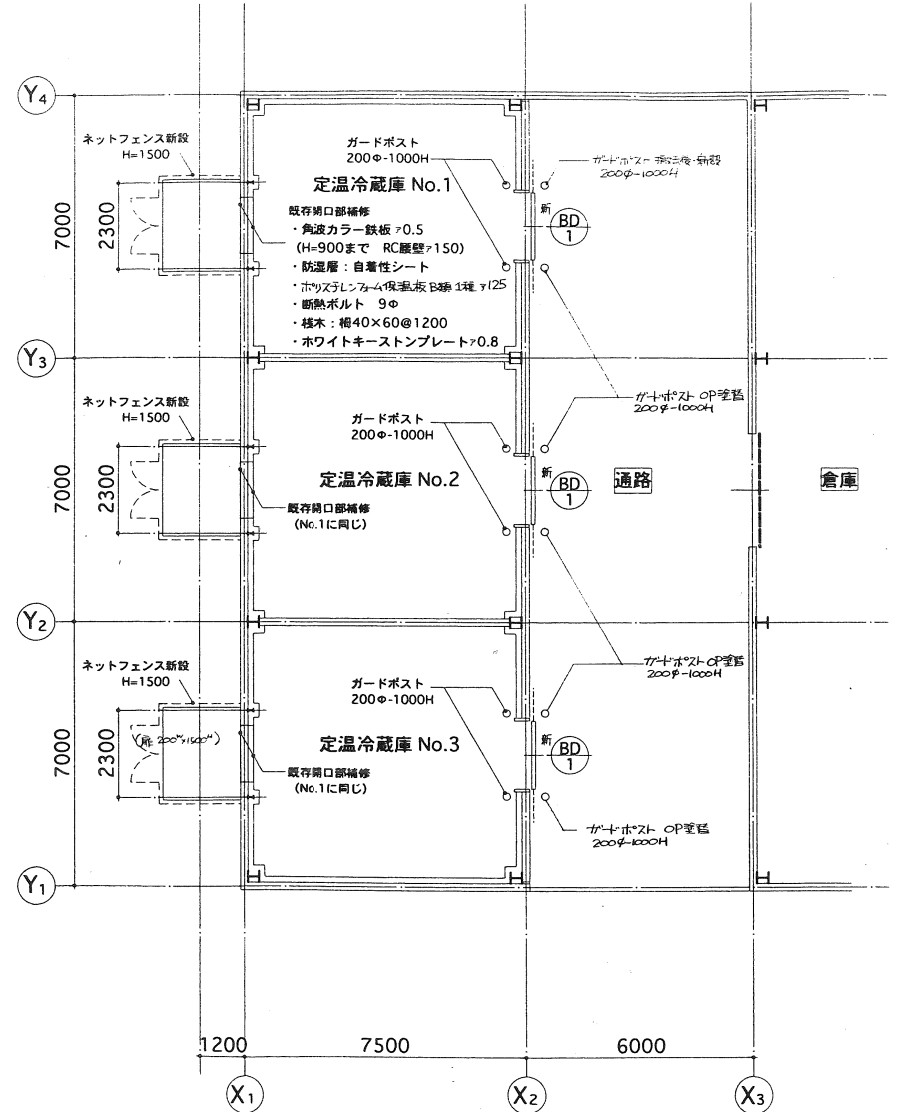 Y4
ネットフェンス新設
H=1500
ガードポスト
200Φ-1000H
定温冷蔵庫 No.1
既存開口部補修
・角波カラー鉄板 ァ0.5
(H=900まで RC腰壁ァ150)
・防湿層：自着性シート
・ポリスチレンフォーム保温板 B類 1種 ァ125
・断熱ボルト 9Φ
・桟木：栂40×60@1200
・ホワイトキーストンプレートァ0.8
ガードポスト
200Φ-1000H
新
BD
1
7000
2300
Y3
ネットフェンス新設
H=1500
ガードポスト
200Φ-1000H
ガードポスト OP塗替
200Φ-1000H
定温冷蔵庫 No.2
既存開口部補修
(No.1に同じ)
新
BD
1
通路
倉庫
7000
2300
Y2
ネットフェンス新設
H=1500
ガードポスト
200Φ-1000H
ガードポスト OP塗替
200Φ-1000H
定温冷蔵庫 No.3
既存開口部補修
(No.1に同じ)
新
BD
1
7000
2300
ガードポスト OP塗替
200Φ-1000H
Y1
1200
7500
6000
X1
X2
X3